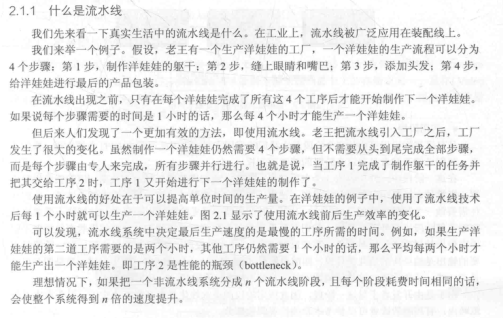 2.1.1 什么是流水线
我们先来看一下真实生活中的流水线是什么。在工业上，流水线被广泛应用在装配线上。
我们来举一个例子。假设，老王有一个生产洋娃娃的工厂，一个洋娃娃的生产流程可以分为
4 个步骤：第 1 步，制作洋娃娃的躯干；第 2 步，缝上眼睛和嘴巴；第 3 步，添加头发；第 4 步，
给洋娃娃进行最后的产品包装。
在流水线出现之前，只有在每个洋娃娃完成了所有这 4 个工序后才能开始制作下一个洋娃娃。
如果说每个步骤需要的时间是 1 小时的话，那么每 4 个小时才能生产一个洋娃娃。
但后来人们发现了一个更加有效的方法，即使用流水线。老王把流水线引入工厂之后，工厂
发生了很大的变化。虽然制作一个洋娃娃仍然需要 4 个步骤，但不需要从头到尾完成全部步骤，
而是每个步骤由专人来完成，所有步骤并行进行。也就是说，当工序 1 完成了制作躯干的任务并
把其交给工序 2 时，工序 1 又开始进行下一个洋娃娃的制作了。
使用流水线的好处在于可以提高单位时间的生产量。在洋娃娃的例子中，使用了流水线技术
后每 1 个小时就可以生产一个洋娃娃。图 2.1 显示了使用流水线前后生产效率的变化。
可以发现，流水线系统中决定最后生产速度的是最慢的工序所需的时间。例如，如果生产洋
娃娃的第二道工序需要的是两个小时，其他工序仍然需要 1 个小时的话，那么平均每两个小时才
能生产出一个洋娃娃。即工序 2 是性能的瓶颈（bottleneck）。
理想情况下，如果把一个非流水线系统分成 n 个流水线阶段，且每个阶段耗费时间相同的话，
会使整个系统得到 n 倍的速度提升。